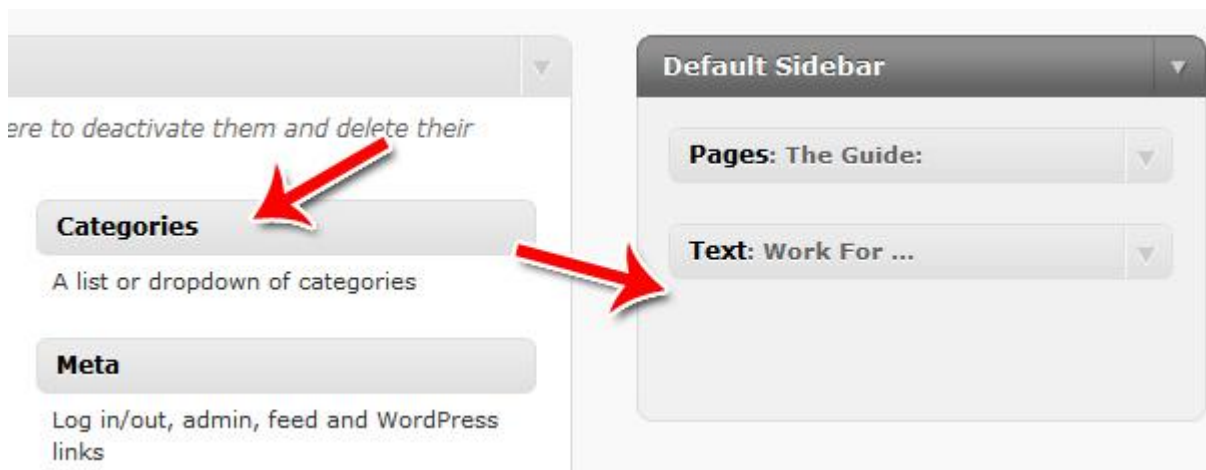 Default Sidebar
ere to deactivate them and delete their
Pages: The Guide:
Categories
Text: Work For ...
A list or dropdown of categories
Meta
Log in/out, admin, feed and WordPress
links